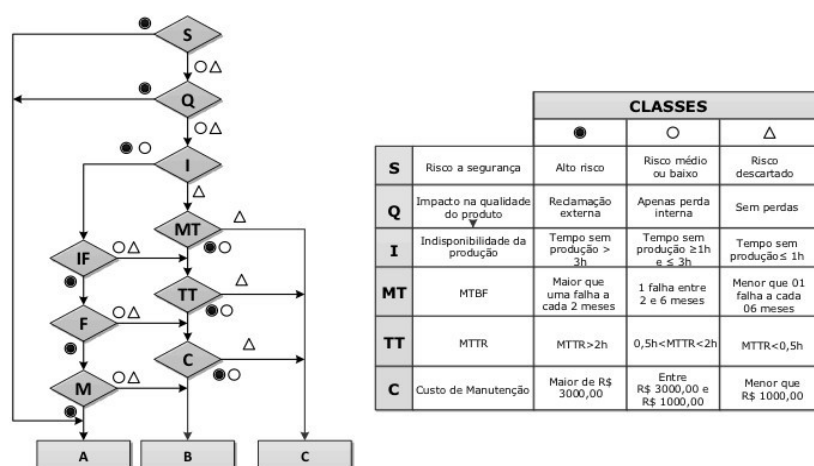 S
Q
I
MT
IF
TT
F
C
M
A
B
C
CLASSES
S
Risco a segurança
Alto risco
Risco médio
ou baixo
Risco
descartado
Q
Impacto na qualidade
do produto
Reclamação
externa
Apenas perda
interna
Sem perdas
I
Indisponibilidade da
produção
Tempo sem
produção >
3h
Tempo sem
produção ≥1h
e ≤ 3h
Tempo sem
produção≤ 1h
MT
MTBF
Maior que
uma falha a
cada 2 meses
1 falha entre
2 e 6 meses
Menor que 01
falha a cada
06 meses
TT
MTTR
MTTR>2h
0,5h<MTTR<2h
MTTR<0,5h
C
Custo de Manutenção
Maior de R$
3000,00
Entre
R$ 3000,00 e
R$ 1000,00
Menor que
R$ 1000,00